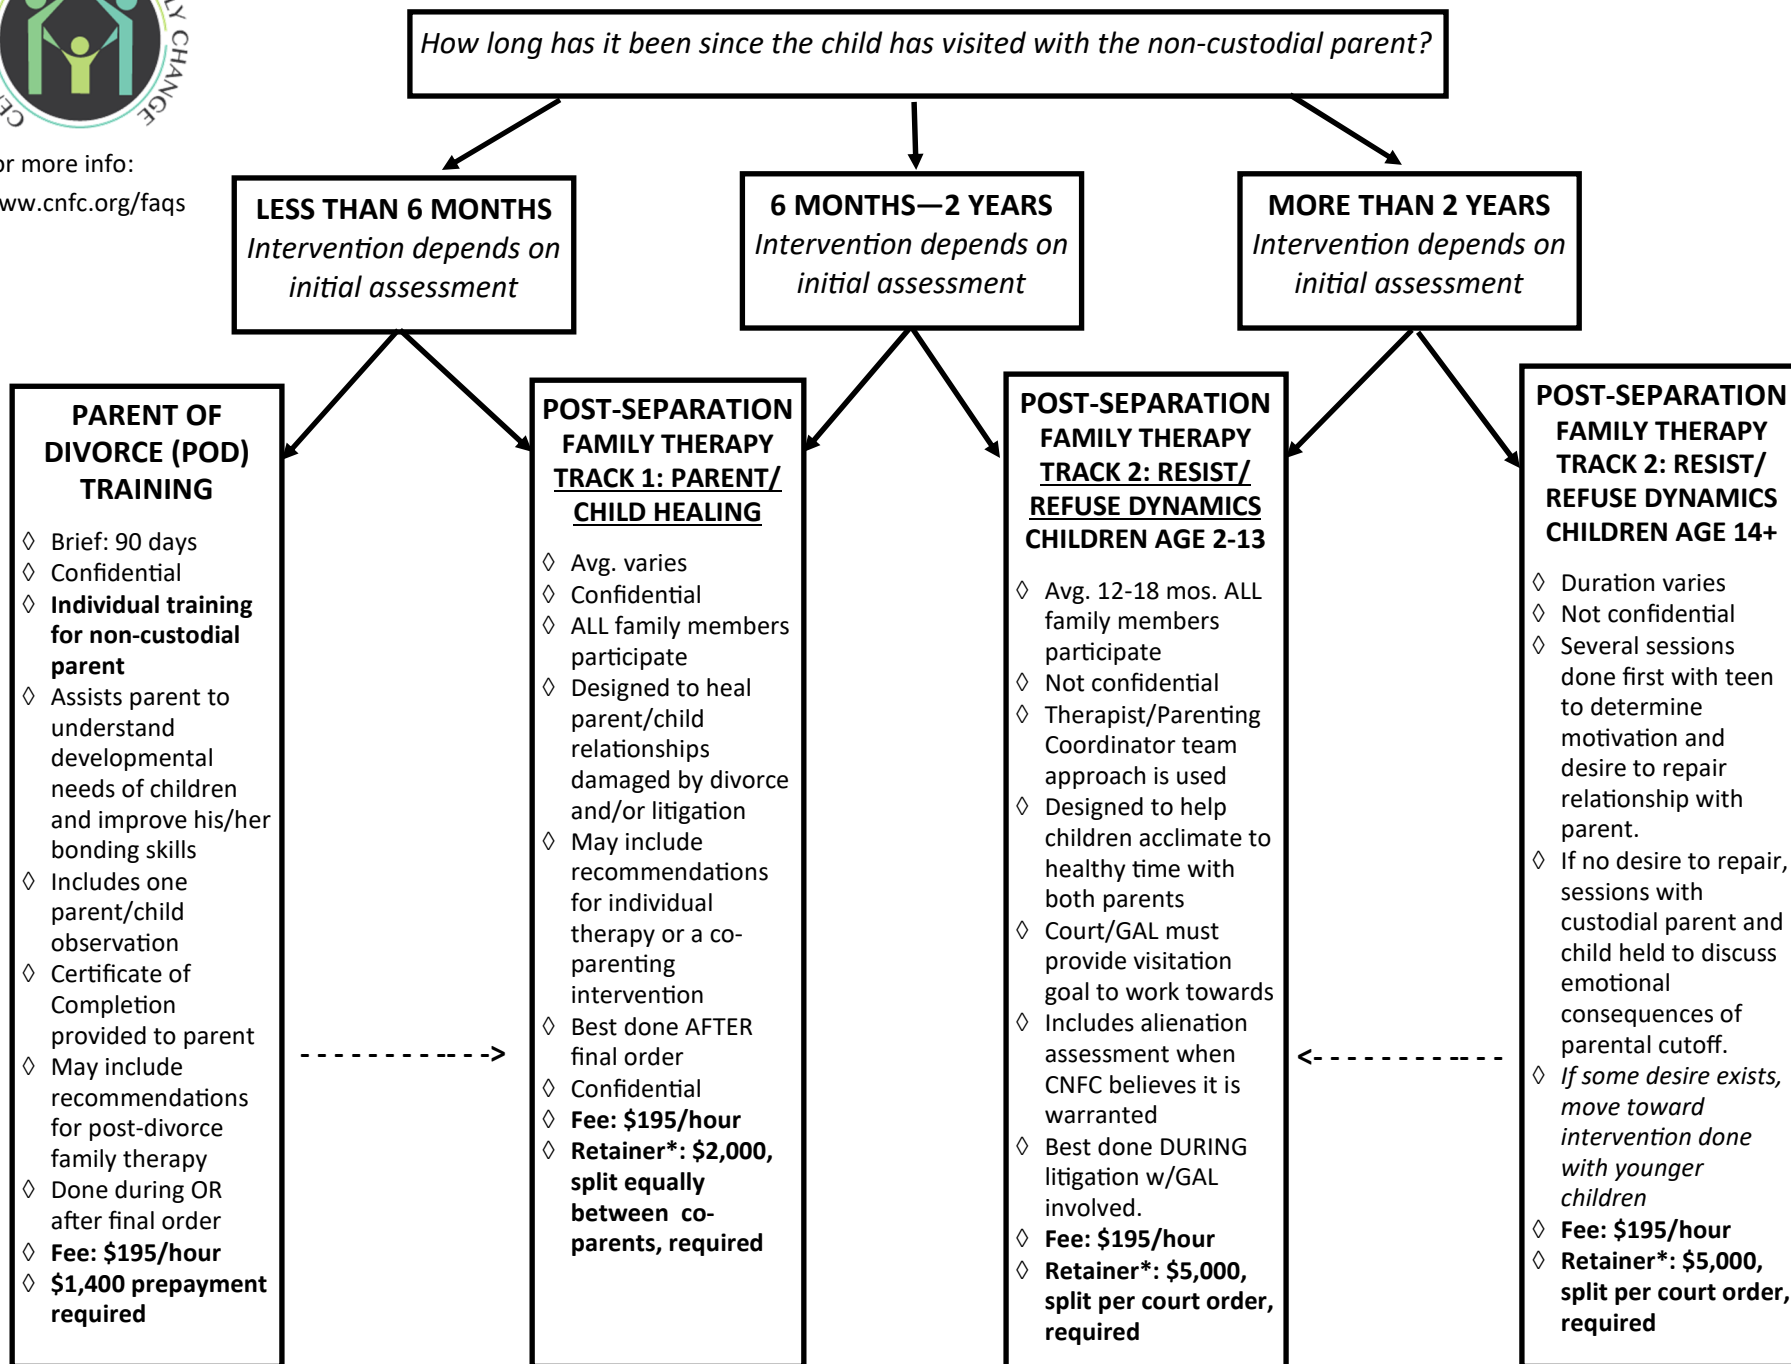 LY CHANGE
CE
How long has it been since the child has visited with the non-custodial parent?
or more info:
ww.cnfc.org/faqs
LESS THAN 6 MONTHS
Intervention depends on
initial assessment
6 MONTHS—2 YEARS
Intervention depends on
initial assessment
MORE THAN 2 YEARS
Intervention depends on
initial assessment
PARENT OF
DIVORCE (POD)
TRAINING
◊ Brief: 90 days
◊ Confidential
◊ Individual training
for non-custodial
parent
◊ Assists parent to
understand
developmental
needs of children
and improve his/her
bonding skills
◊ Includes one
parent/child
observation
◊ Certificate of
Completion
provided to parent
◊ May include
recommendations
for post-divorce
family therapy
◊ Done during OR
after final order
◊ Fee: $195/hour
◊ $1,400 prepayment
required
POST-SEPARATION
FAMILY THERAPY
TRACK 1: PARENT/
CHILD HEALING
◊ Avg. varies
◊ Confidential
◊ ALL family members
participate
◊ Designed to heal
parent/child
relationships
damaged by divorce
and/or litigation
◊ May include
recommendations
for individual
therapy or a co-
parenting
intervention
◊ Best done AFTER
final order
◊ Confidential
◊ Fee: $195/hour
◊ Retainer*: $2,000,
split equally
between co-
parents, required
POST-SEPARATION
FAMILY THERAPY
TRACK 2: RESIST/
REFUSE DYNAMICS
CHILDREN AGE 2-13
◊ Avg. 12-18 mos. ALL
family members
participate
◊ Not confidential
◊ Therapist/Parenting
Coordinator team
approach is used
◊ Designed to help
children acclimate to
healthy time with
both parents
◊ Court/GAL must
provide visitation
goal to work towards
◊ Includes alienation
assessment when
CNFC believes it is
warranted
◊ Best done DURING
litigation w/GAL
involved.
◊ Fee: $195/hour
◊ Retainer*: $5,000,
split per court order,
required
POST-SEPARATION
FAMILY THERAPY
TRACK 2: RESIST/
REFUSE DYNAMICS
CHILDREN AGE 14+
◊ Duration varies
◊ Not confidential
◊ Several sessions
done first with teen
to determine
motivation and
desire to repair
relationship with
parent.
◊ If no desire to repair,
sessions with
custodial parent and
child held to discuss
emotional
consequences of
parental cutoff.
◊ If some desire exists,
move toward
intervention done
with younger
children
◊ Fee: $195/hour
◊ Retainer*: $5,000,
split per court order,
required